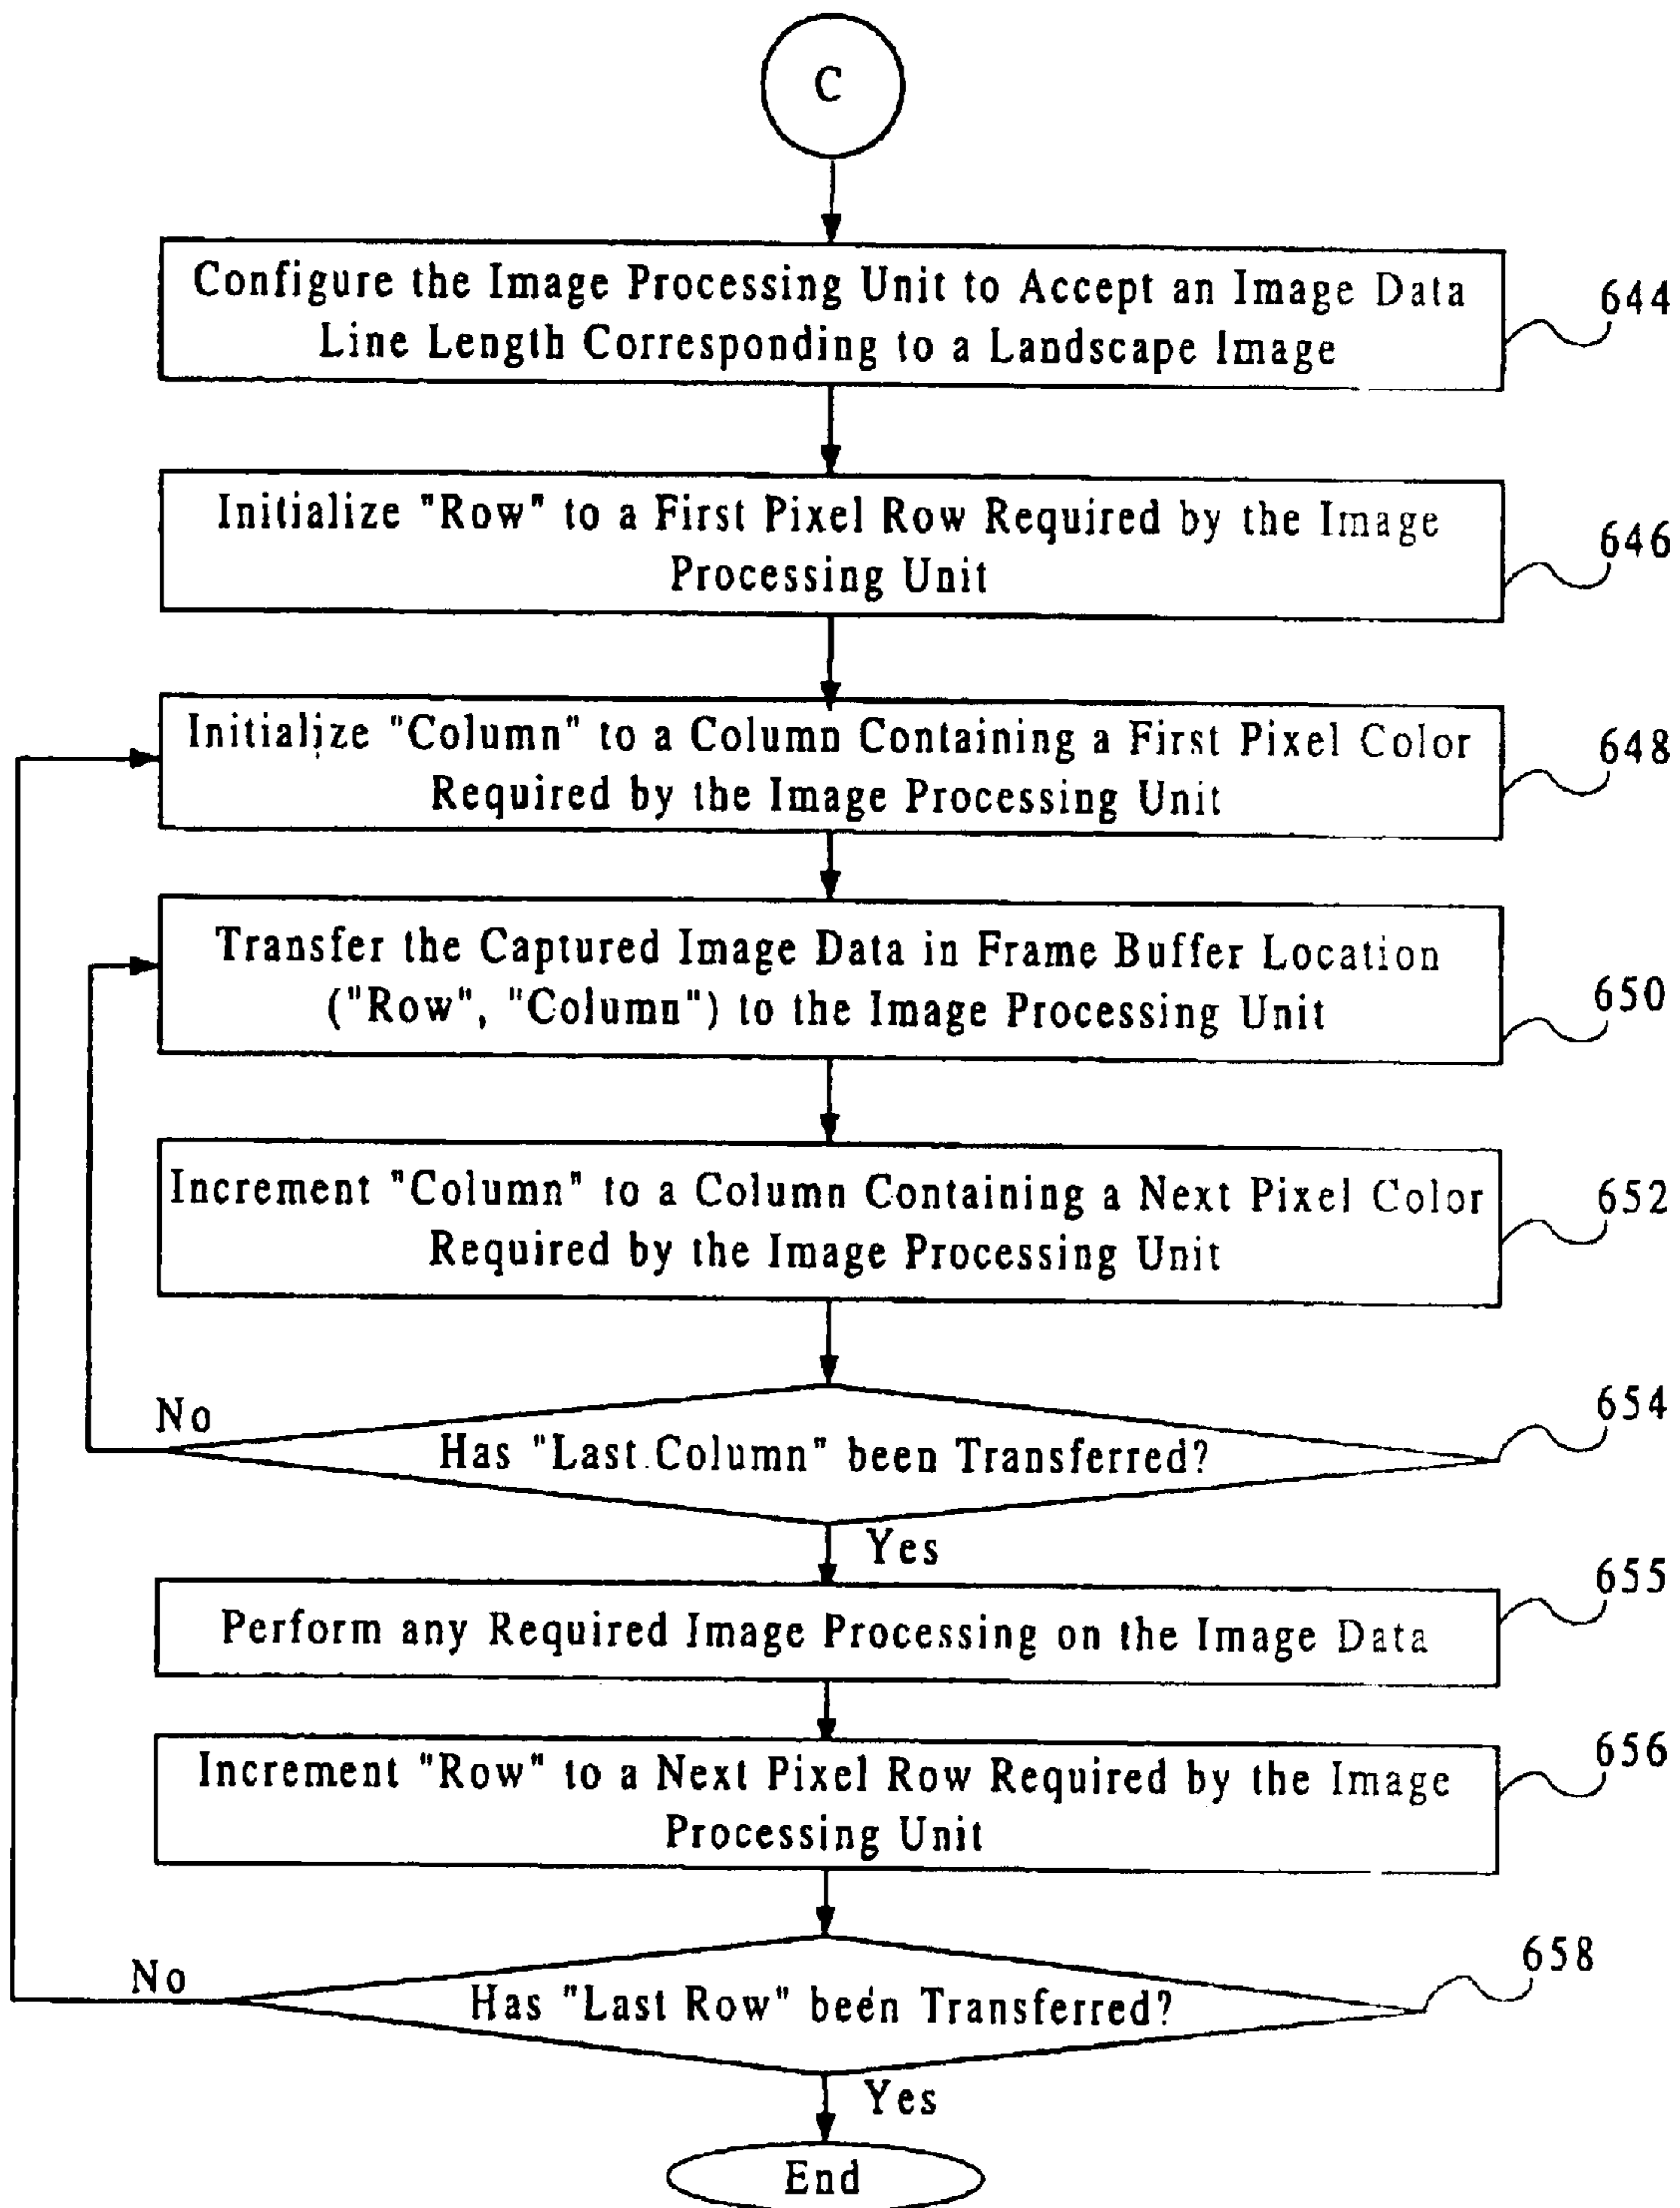 C
Configure the Image Processing Unit to Accept an Image Data
Line Length Corresponding to a Landscape Image
644
Initialize "Row" to a First Pixel Row Required by the Image
Processing Unit
646
Initialize "Column" to a Column Containing a First Pixel Color
Required by the Image Processing Unit
648
Transfer the Captured Image Data in Frame Buffer Location
("Row", "Column") to the Image Processing Unit
650
Increment "Column" to a Column Containing a Next Pixel Color
Required by the Image Processing Unit
652
No
Has "Last Column" been Transferred?
654
Yes
Perform any Required Image Processing on the Image Data
655
Increment "Row" to a Next Pixel Row Required by the Image
Processing Unit
656
No
Has "Last Row" been Transferred?
658
Yes
End